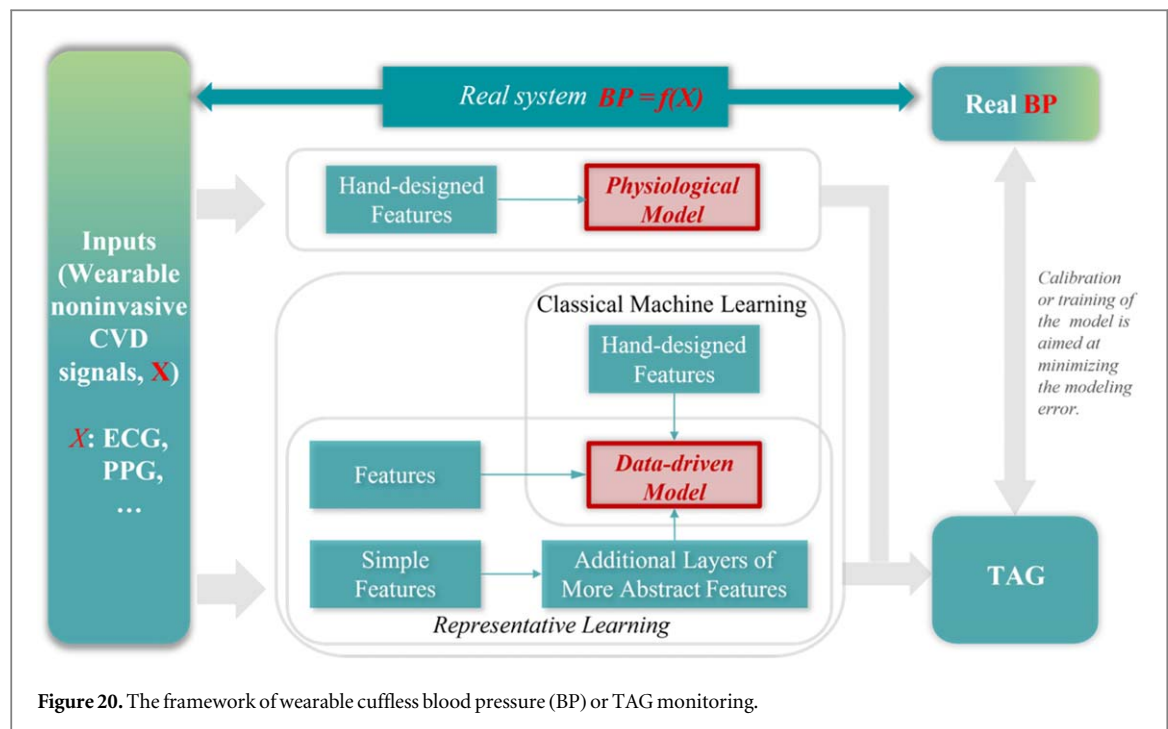 Real system BP = f(X)
Real BP
Inputs
(Wearable
noninvasive
CVD
signals, X)
X: ECG,
PPG,
…
Hand-designed
Features
Physiological
Model
Classical Machine Learning
Hand-designed
Features
Features
Data-driven
Model
Simple
Features
Additional Layers of
More Abstract Features
Representative Learning
Calibration
or training of
the model is
aimed at
minimizing
the modeling
error.
TAG
Figure 20. The framework of wearable cuffless blood pressure (BP) or TAG monitoring.